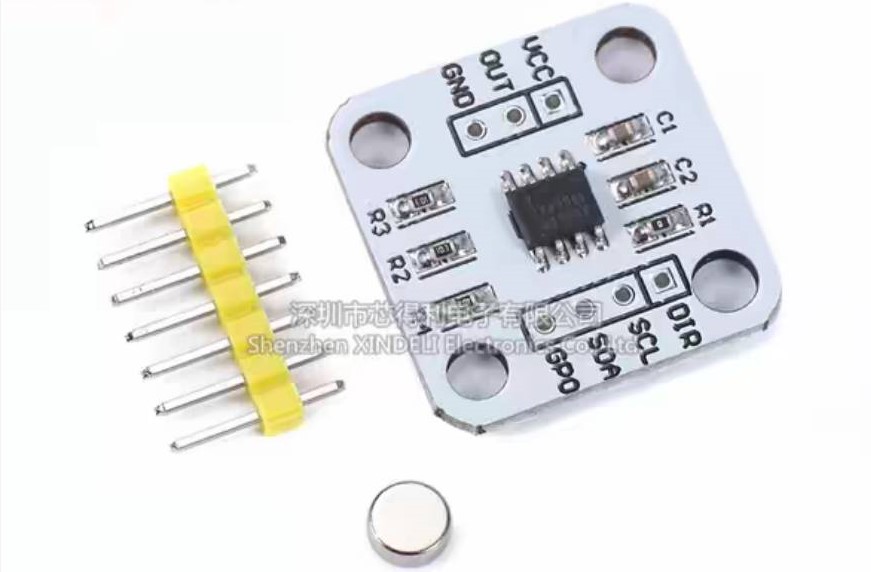 VCC
OUT
GND
C1
C2
R3
R1
R2
深圳市芯得利电子有限公司
Shenzhen XINDELI Electronics Co., Ltd.
DIR
SCL
SDA
GPO